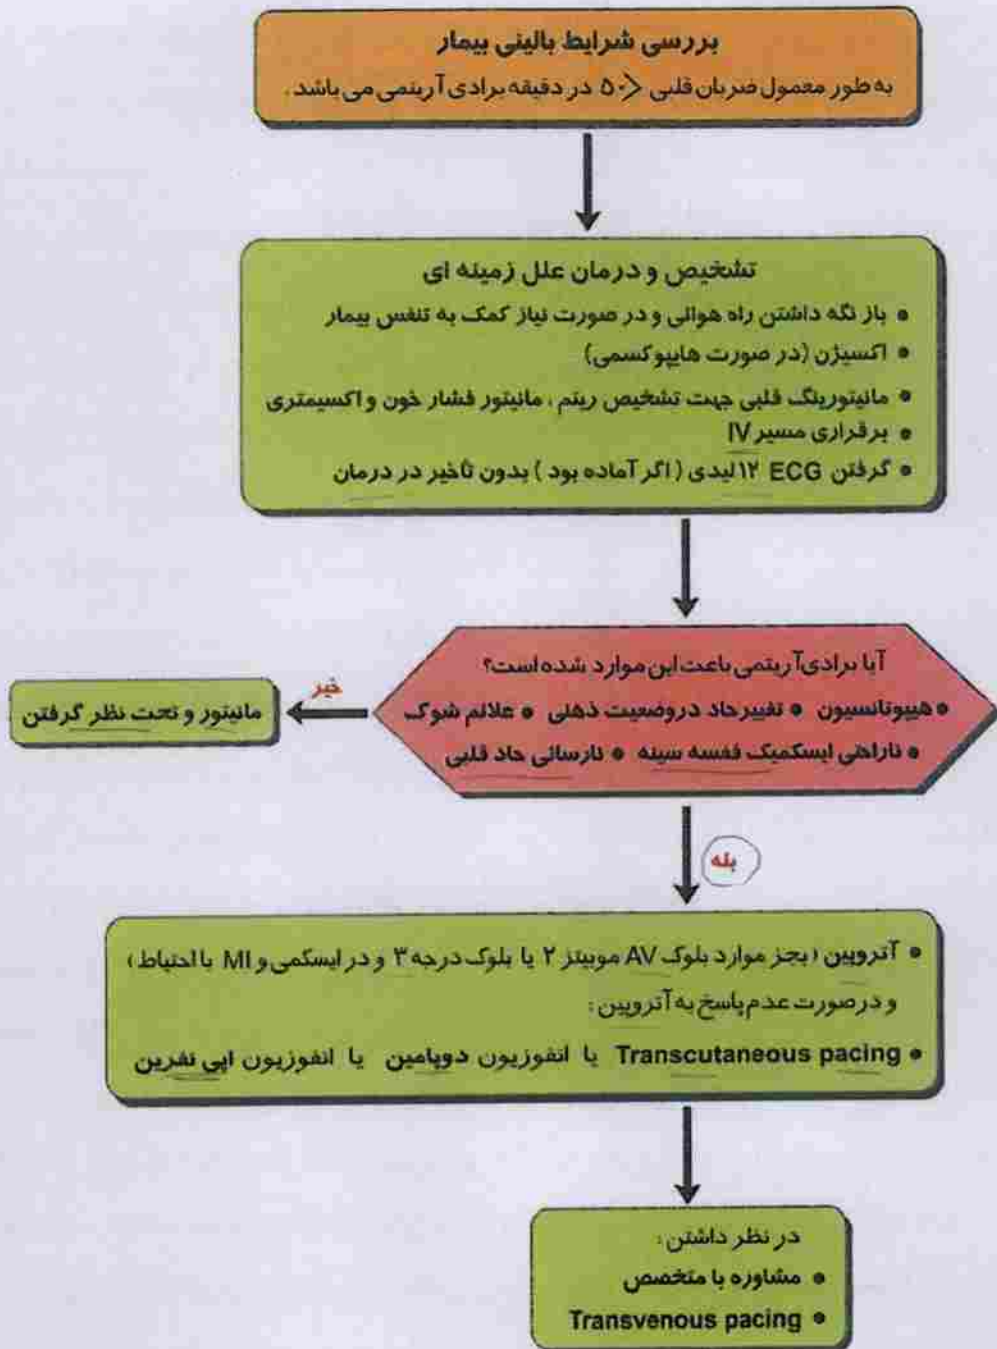 بررسی شرایط بالینی بیمار
به طور معمول ضربان قلبی <۵۰ در دقیقه برادی آریتمی می باشد.
تشخیص و درمان علل زمینه ای
• باز نگه داشتن راه هوائی و در صورت نیاز کمک به تنفس بیمار
• اکسیژن (در صورت هایپوکسمی)
• مانیتورینگ قلبی جهت تشخیص ریتم، مانیتور فشار خون و اکسیمتری
• برقراری مسیر IV
• گرفتن ECG ۱۲ لیدی (اگر آماده بود) بدون تأخیر در درمان
آیا برادی آریتمی باعث این موارد شده است؟
• هیپوتانسیون • تغییر حاد در وضعیت ذهنی • علائم شوک
• ناراحتی ایسکمیک قفسه سینه • نارسائی حاد قلبی
خیر
مانیتور و تحت نظر گرفتن
بله
• آتروپین (بجز موارد بلوک AV موبیتز ۲ یا بلوک درجه ۳ و در ایسکمی و MI با احتیاط)
و در صورت عدم پاسخ به آتروپین:
• Transcutaneous pacing یا انفوزیون دوپامین یا انفوزیون اپی نفرین
در نظر داشتن:
• مشاوره با متخصص
• Transvenous pacing